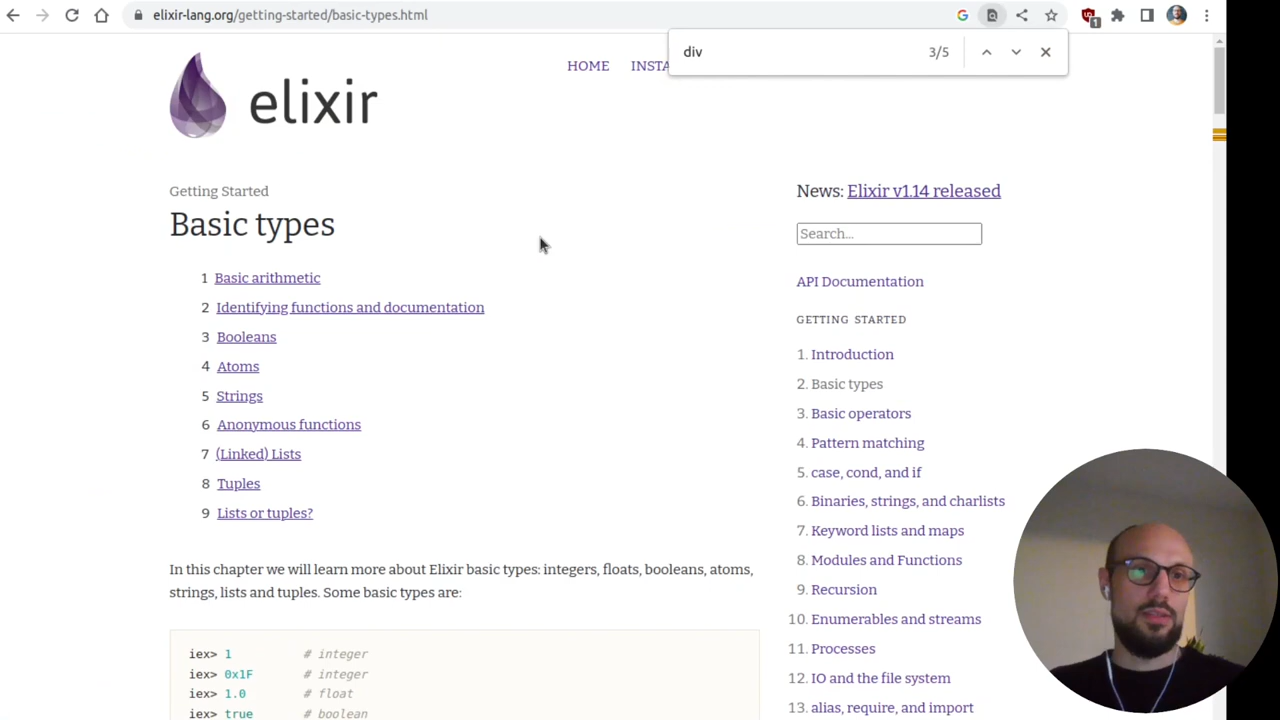 elixir-lang.org/getting-started/basic-types.html
1
div
3/5
elixir
HOME
INSTA
Getting Started
Basic types
1 Basic arithmetic
2 Identifying functions and documentation
3 Booleans
4 Atoms
5 Strings
6 Anonymous functions
7 (Linked) Lists
8 Tuples
9 Lists or tuples?
In this chapter we will learn more about Elixir basic types: integers, floats, booleans, atoms,
strings, lists and tuples. Some basic types are:
iex> 1 # integer
iex> 0x1F # integer
iex> 1.0 # float
iex> true # boolean
News: Elixir v1.14 released
Search...
API Documentation
GETTING STARTED
1. Introduction
2. Basic types
3. Basic operators
4. Pattern matching
5. case, cond, and if
6. Binaries, strings, and charlists
7. Keyword lists and maps
8. Modules and Functions
9. Recursion
10. Enumerables and streams
11. Processes
12. IO and the file system
13. alias, require, and import